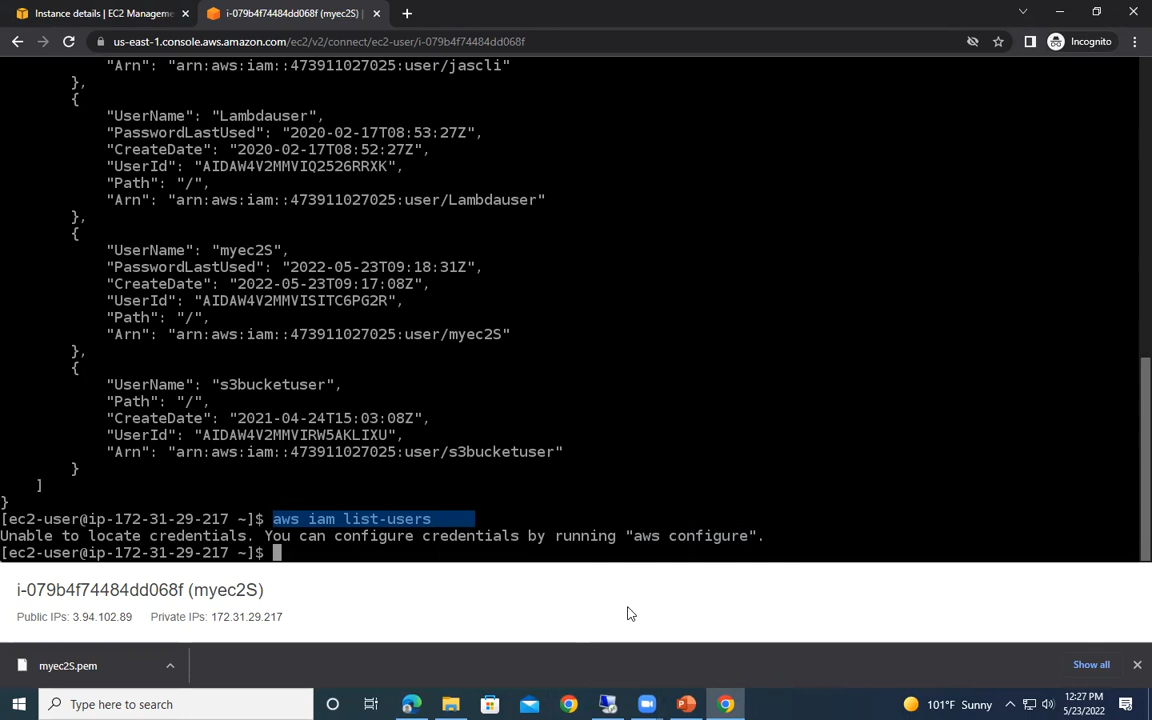 Instance details | EC2 Manageme
i-079b4f74484dd068f (myec2S) |
us-east-1.console.aws.amazon.com/ec2/v2/connect/ec2-user/i-079b4f74484dd068f
Incognito
"Arn": "arn:aws:iam::473911027025:user/jascli"
},
{
"UserName": "Lambdauser",
"PasswordLastUsed": "2020-02-17T08:53:27Z",
"CreateDate": "2020-02-17T08:52:27Z",
"UserId": "AIDAW4V2MMVIQ2526RRXK",
"Path": "/",
"Arn": "arn:aws:iam::473911027025:user/Lambdauser"
},
{
"UserName": "myec2S",
"PasswordLastUsed": "2022-05-23T09:18:31Z",
"CreateDate": "2022-05-23T09:17:08Z",
"UserId": "AIDAW4V2MMVISITC6PG2R",
"Path": "/",
"Arn": "arn:aws:iam::473911027025:user/myec2S"
},
{
"UserName": "s3bucketuser",
"Path": "/",
"CreateDate": "2021-04-24T15:03:08Z",
"UserId": "AIDAW4V2MMVIRW5AKLIXU",
"Arn": "arn:aws:iam::473911027025:user/s3bucketuser"
}
]
}
[ec2-user@ip-172-31-29-217 ~]$ aws iam list-users
Unable to locate credentials. You can configure credentials by running "aws configure".
[ec2-user@ip-172-31-29-217 ~]$
i-079b4f74484dd068f (myec2S)
Public IPs: 3.94.102.89 Private IPs: 172.31.29.217
myec2S.pem
Show all
Type here to search
101°F Sunny
12:27 PM
5/23/2022